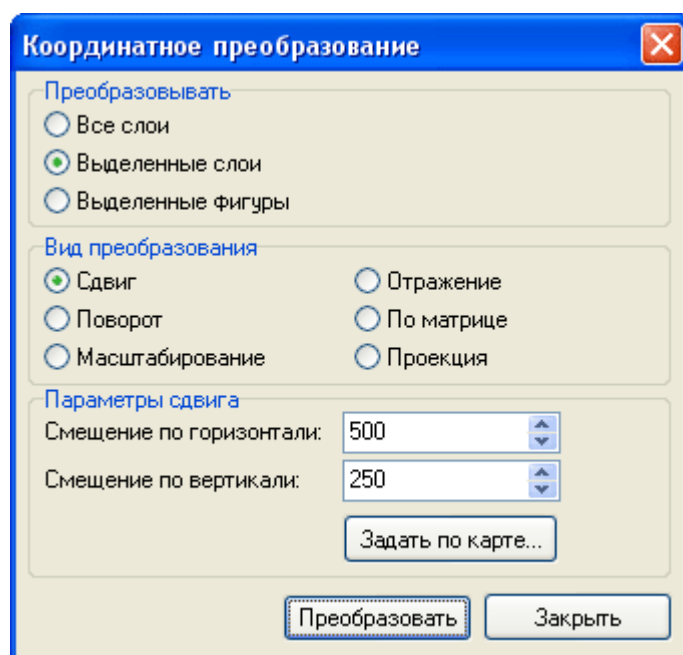 Координатное преобразование
Преобразовывать
Все слои
Выделенные слои
Выделенные фигуры
Вид преобразования
Сдвиг
Отражение
Поворот
По матрице
Масштабирование
Проекция
Параметры сдвига
Смещение по горизонтали: 500
Смещение по вертикали: 250
Задать по карте...
Преобразовать
Закрыть